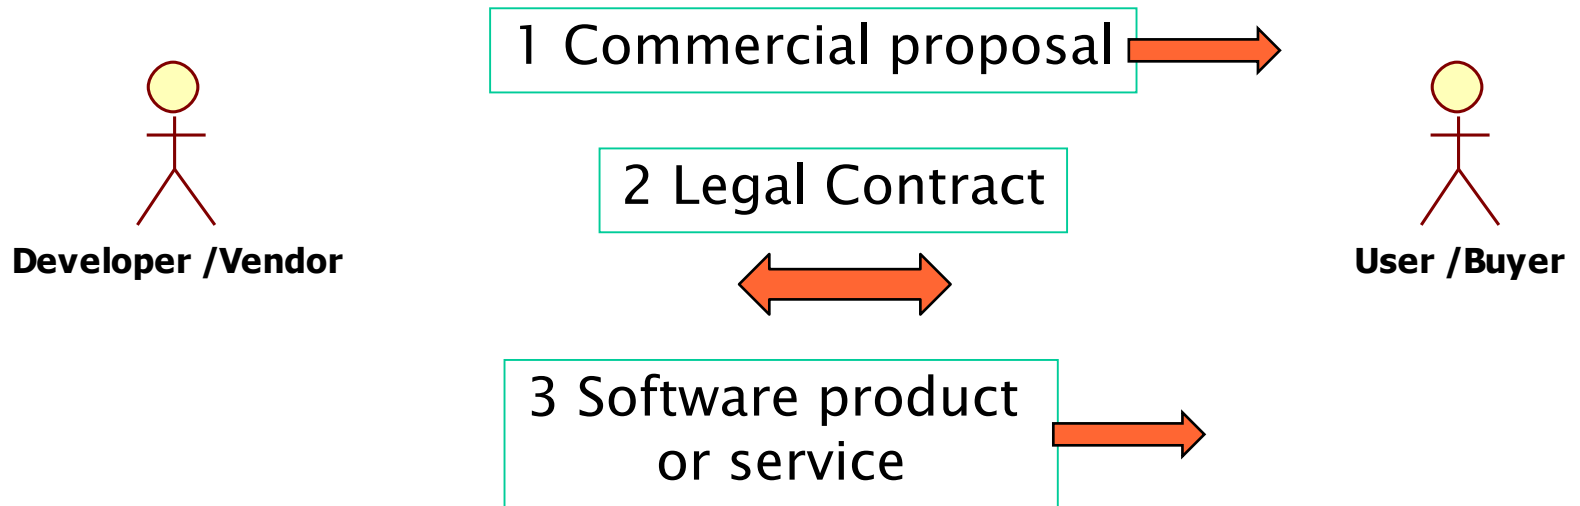 1 Commercial proposal
2 Legal Contract
Developer /Vendor
User /Buyer
3 Software product
or service